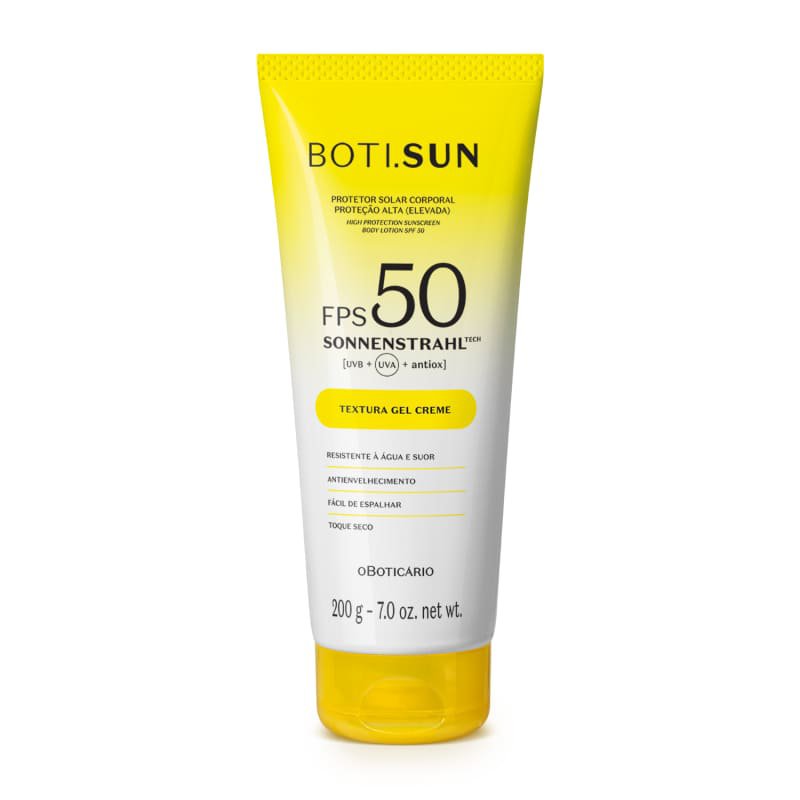 BOTI.SUN
PROTETOR SOLAR CORPORAL
PROTEÇÃO ALTA (ELEVADA)
HIGH PROTECTION SUNSCREEN
BODY LOTION SPF 50
FPS 50
SONNENSTRAHL TECH
[UVB + UVA + antiox]
TEXTURA GEL CREME
RESISTENTE À ÁGUA E SUOR
ANTIENVELHECIMENTO
FÁCIL DE ESPALHAR
TOQUE SECO
oBOTICÁRIO
200 g – 7.0 oz. net wt.